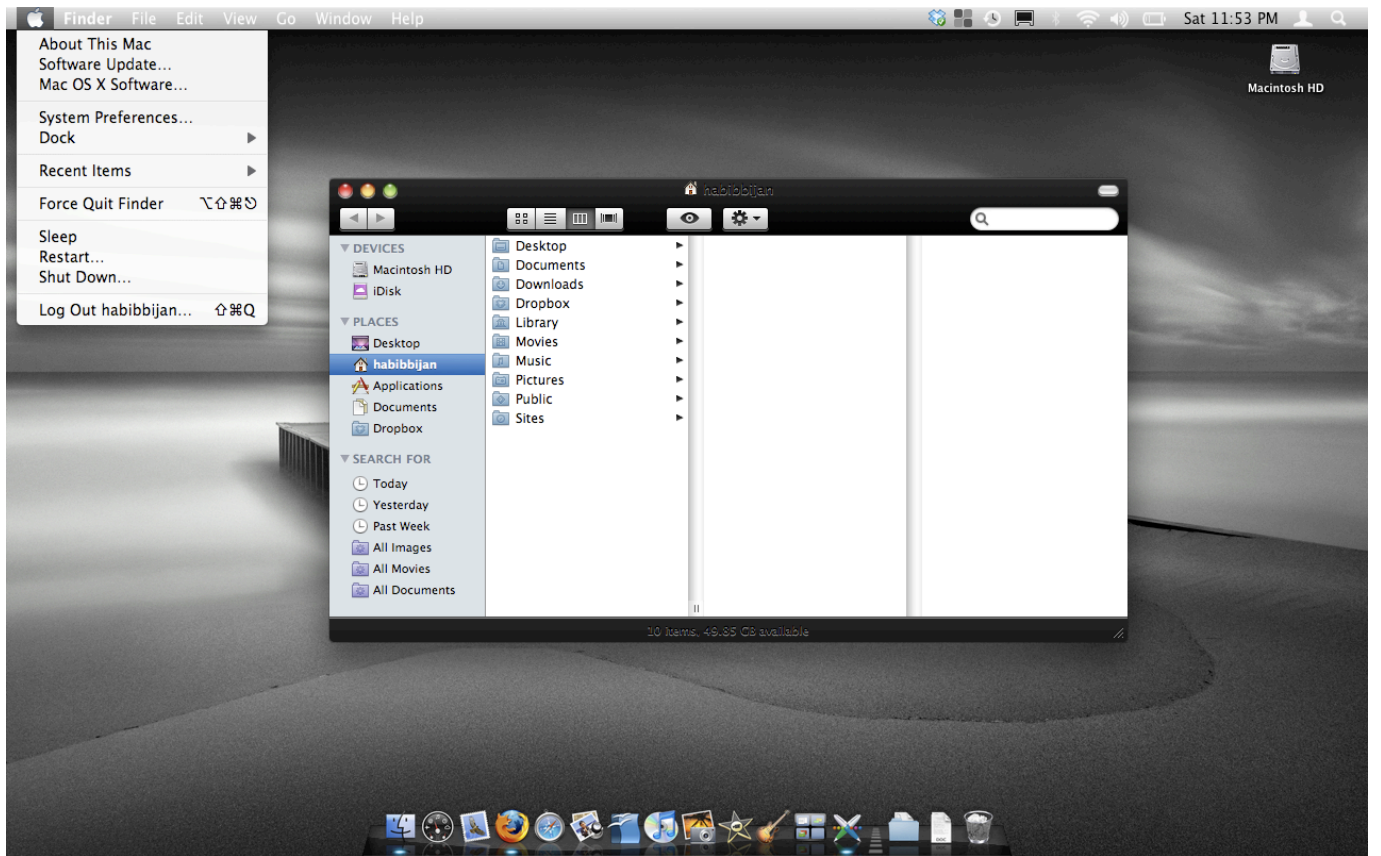 Finder File Edit View Go Window Help Sat 11:53 PM
About This Mac
Software Update...
Mac OS X Software...
System Preferences...
Dock
Recent Items
Force Quit Finder ⌥⇧⌘⎋
Sleep
Restart...
Shut Down...
Log Out habibbijan... ⇧⌘Q
Macintosh HD
habibbijan
DEVICES
Macintosh HD
iDisk
PLACES
Desktop
habibbijan
Applications
Documents
Dropbox
SEARCH FOR
Today
Yesterday
Past Week
All Images
All Movies
All Documents
Desktop
Documents
Downloads
Dropbox
Library
Movies
Music
Pictures
Public
Sites
10 items, 49.85 GB available
DOC